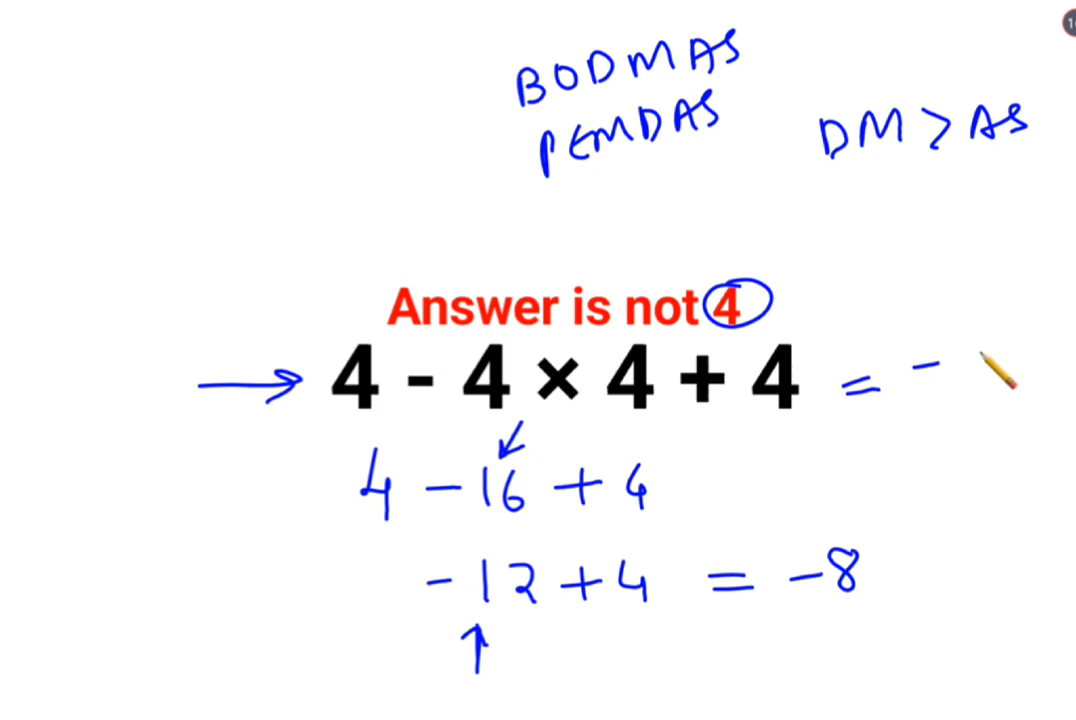 BODMAS
PEMDAS
DM > AS
Answer is not 4
4 - 4 × 4 + 4 = -
4 - 16 + 4
- 12 + 4 = - 8